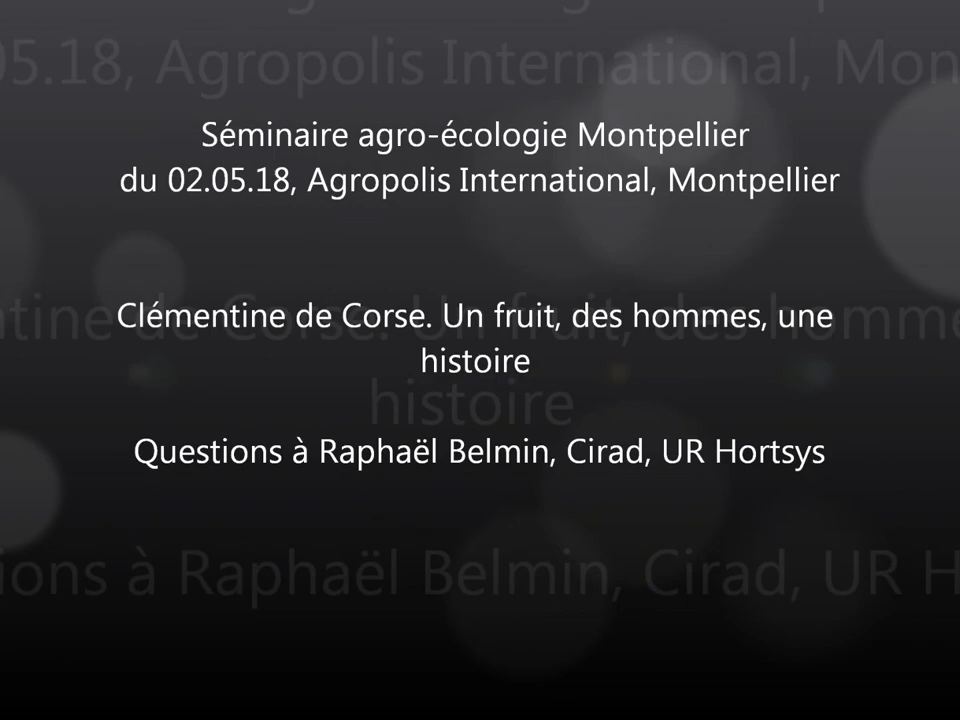 Séminaire agro-écologie Montpellier
du 02.05.18, Agropolis International, Montpellier
Clémentine de Corse. Un fruit, des hommes, une
histoire
Questions à Raphaël Belmin, Cirad, UR Hortsys